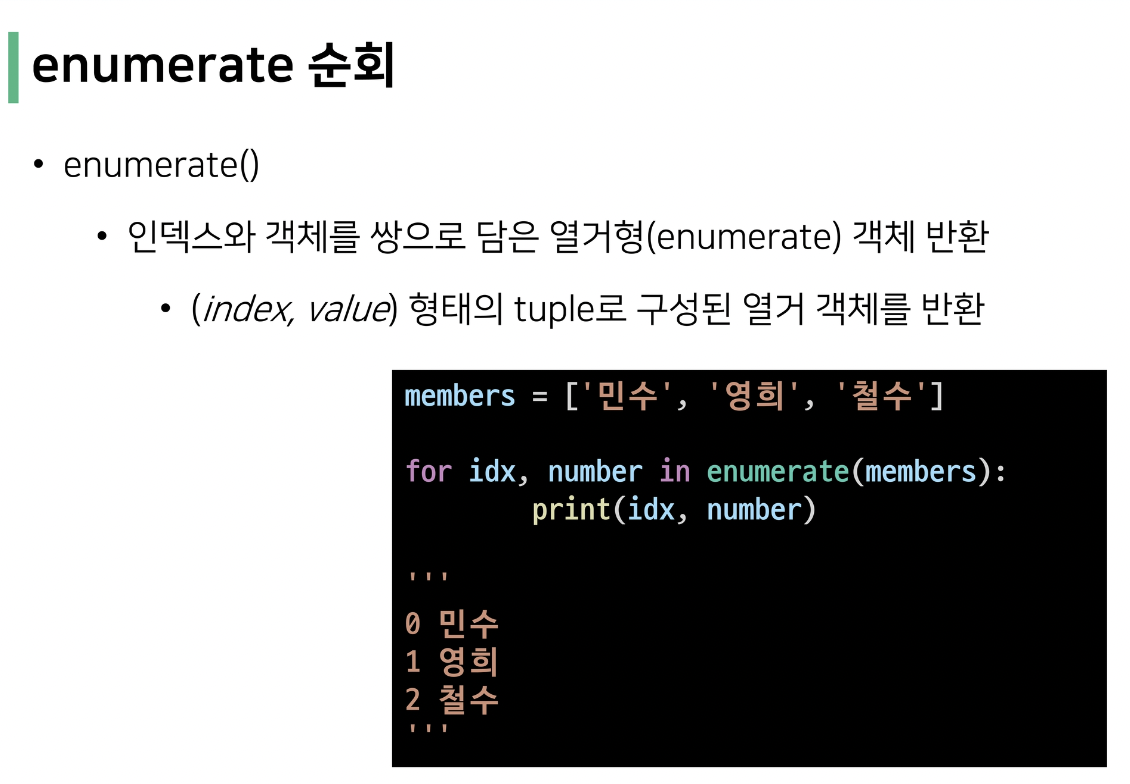 enumerate 순회
• enumerate()
• 인덱스와 객체를 쌍으로 담은 열거형(enumerate) 객체 반환
• (index, value) 형태의 tuple로 구성된 열거 객체를 반환
members = ['민수', '영희', '철수']
for idx, number in enumerate(members):
        print(idx, number)
'''
0 민수
1 영희
2 철수
'''